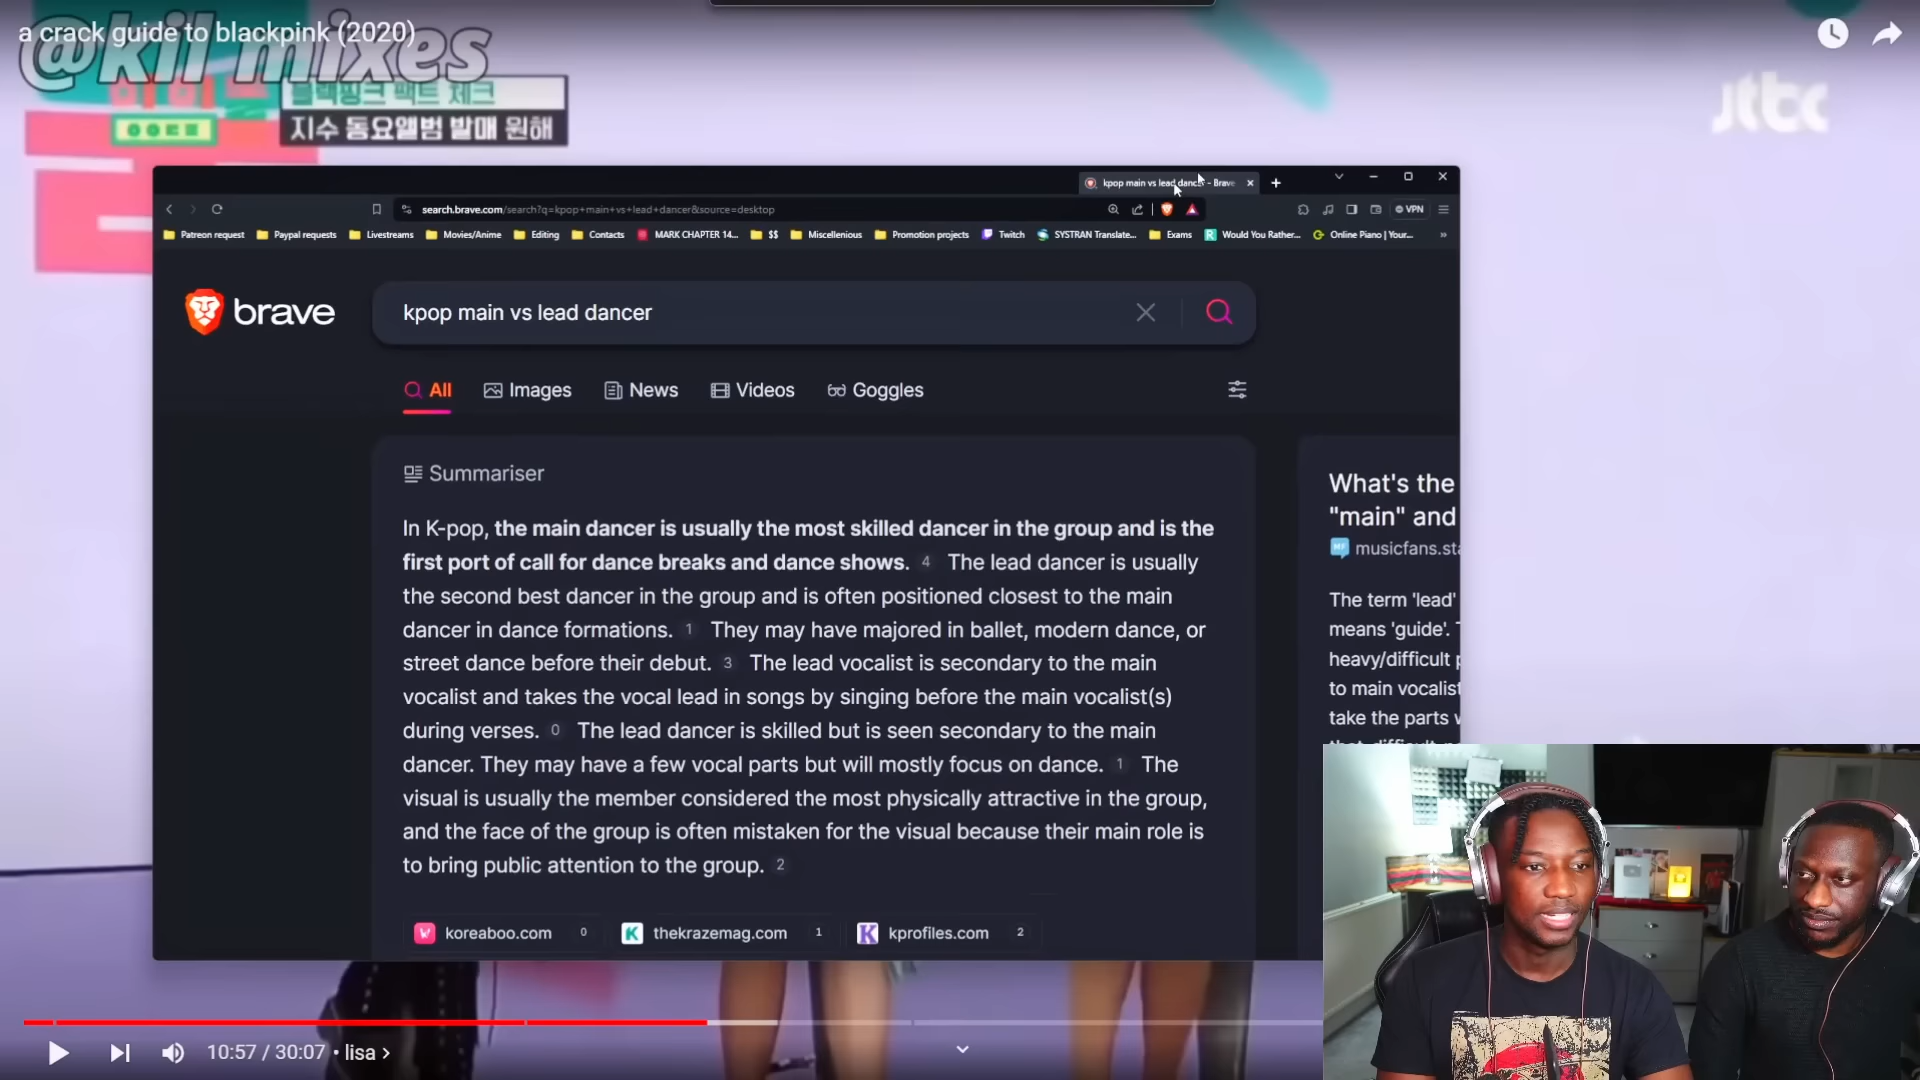 a crack guide to blackpink (2020)
@kil mixes
블랙핑크 팩트 체크
지수 동요앨범 발매 원해
jtbc
kpop main vs lead danc... - Brave
search.brave.com/search?q=kpop+main+vs+lead+dancer&source=desktop
VPN
Patreon request
Paypal requests
Livestreams
Movies/Anime
Editing
Contacts
MARK CHAPTER 14...
$$
Miscellenious
Promotion projects
Twitch
SYSTRAN Translate...
Exams
Would You Rather...
Online Piano | Your...
brave
kpop main vs lead dancer
All
Images
News
Videos
Goggles
Summariser
In K-pop, the main dancer is usually the most skilled dancer in the group and is the
first port of call for dance breaks and dance shows. 4 The lead dancer is usually
the second best dancer in the group and is often positioned closest to the main
dancer in dance formations. 1 They may have majored in ballet, modern dance, or
street dance before their debut. 3 The lead vocalist is secondary to the main
vocalist and takes the vocal lead in songs by singing before the main vocalist(s)
during verses. 0 The lead dancer is skilled but is seen secondary to the main
dancer. They may have a few vocal parts but will mostly focus on dance. 1 The
visual is usually the member considered the most physically attractive in the group,
and the face of the group is often mistaken for the visual because their main role is
to bring public attention to the group. 2
koreaboo.com 0
thekrazemag.com 1
kprofiles.com 2
What's the
"main" and
musicfans.sta
The term 'lead'
means 'guide'.
heavy/difficult
to main vocalist
take the parts
10:57 / 30:07 • lisa >